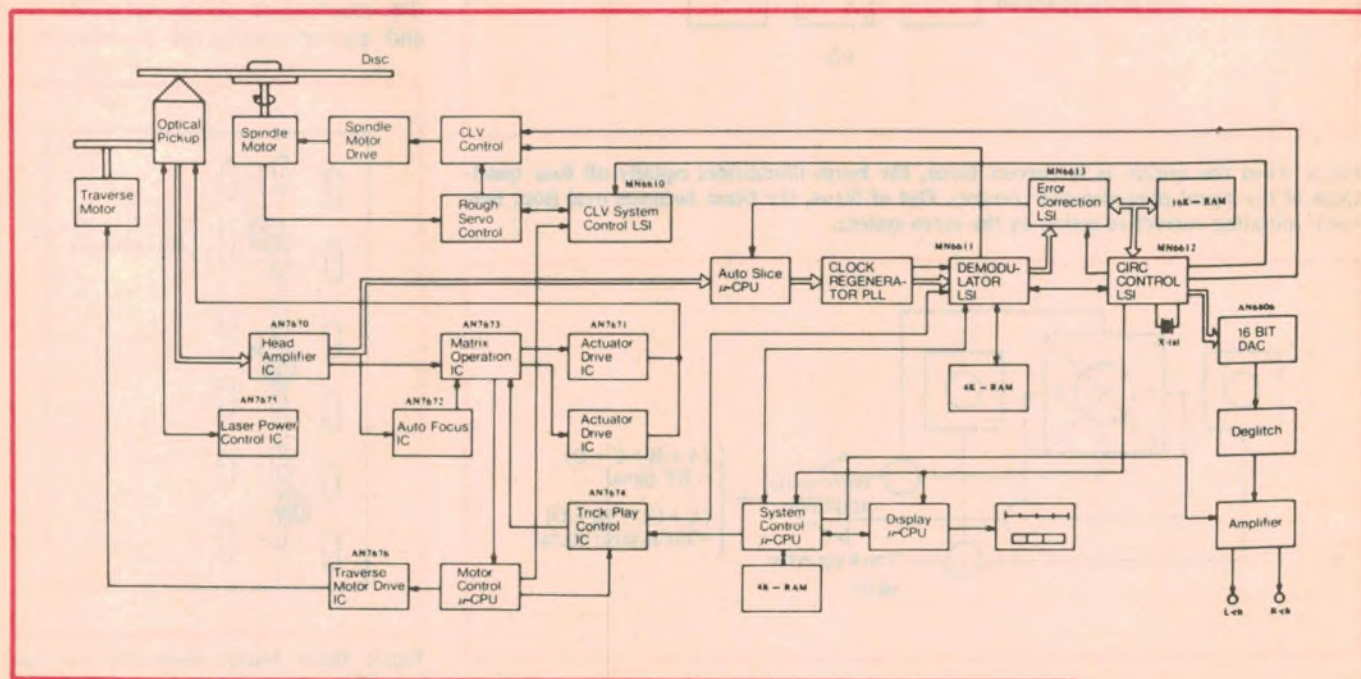 Disc
Optical
Pickup
Spindle
Motor
Spindle
Motor
Drive
CLV
Control
Traverse
Motor
Rough
Servo
Control
MN6610
CLV System
Control LSI
MN6613
Error
Correction
LSI
16K-RAM
Auto Slice
μ-CPU
CLOCK
REGENERA-
TOR PLL
MN6611
DEMODU-
LATOR
LSI
MN6612
CIRC
CONTROL
LSI
X-tal
AN6806
16 BIT
DAC
AN7670
Head
Amplifier
IC
AN7673
Matrix
Operation
IC
AN7671
Actuator
Drive
IC
4K-RAM
AN7675
Laser Power
Control IC
AN7672
Auto Focus
IC
Actuator
Drive
IC
Deglitch
AN7674
Trick Play
Control
IC
System
Control
μ-CPU
Display
μ-CPU
Amplifier
AN7676
Traverse
Motor Drive
IC
Motor
Control
μ-CPU
4K-RAM
L ch
R ch